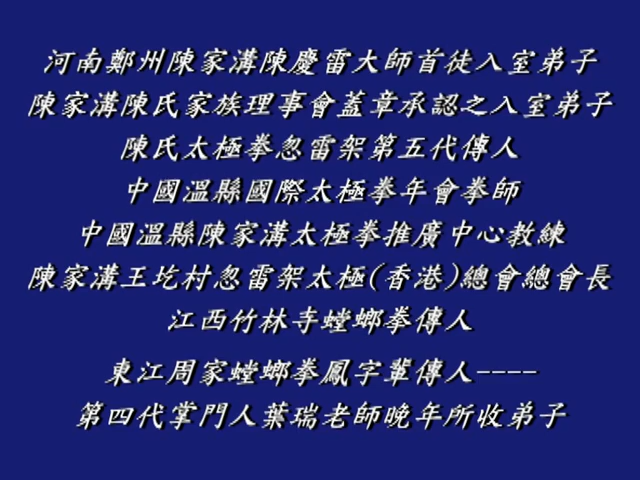 河南鄭州陳家溝陳慶雷大師首徒入室弟子
陳家溝陳氏家族理事會蓋章承認之入室弟子
陳氏太極拳忽雷架第五代傳人
中國溫縣國際太極拳年會拳師
中國溫縣陳家溝太極拳推廣中心教練
陳家溝王圪村忽雷架太極(香港)總會總會長
江西竹林寺螳螂拳傳人
東江周家螳螂拳鳳字輩傳人----
第四代掌門人葉瑞老師晚年所收弟子